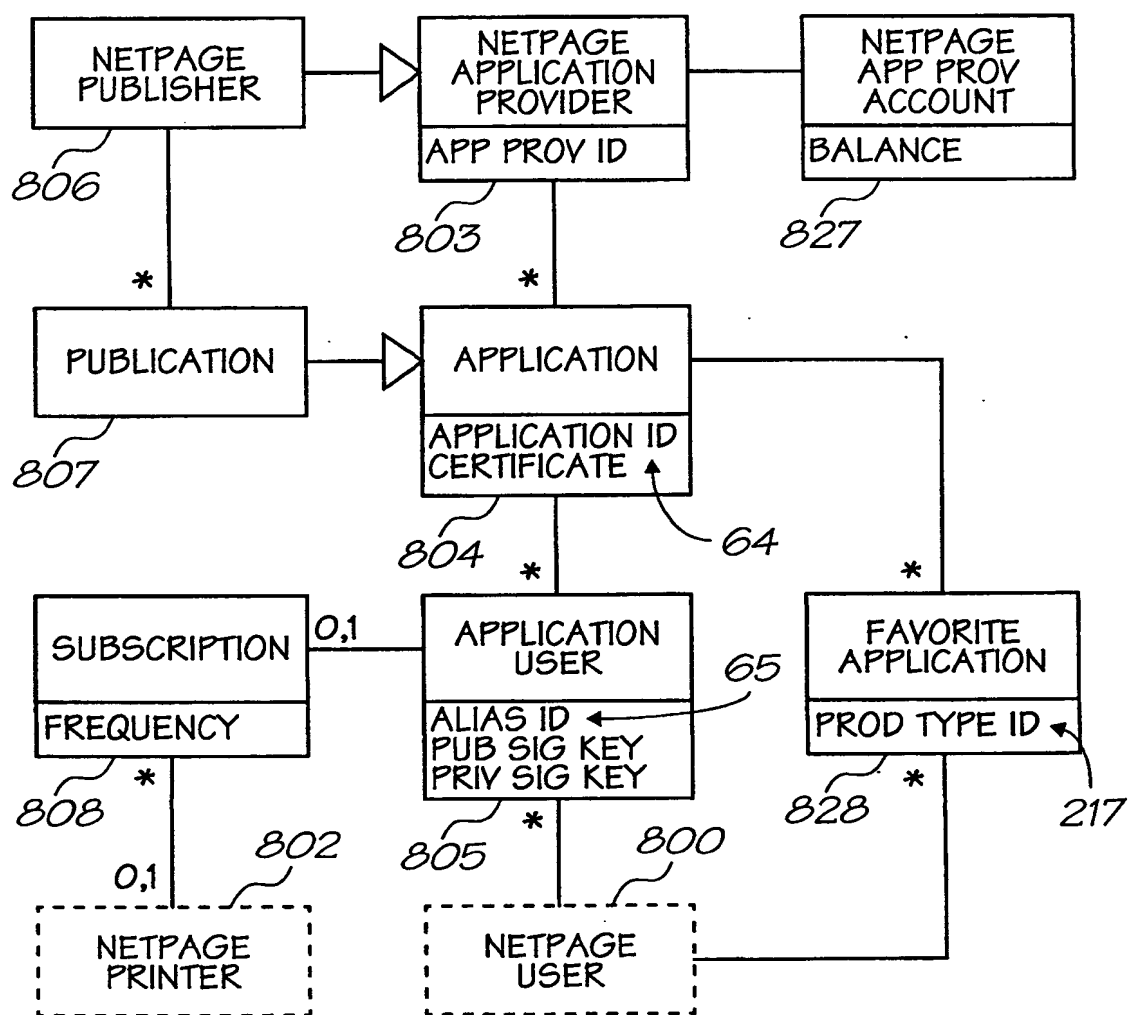 NETPAGE
PUBLISHER
806
NETPAGE
APPLICATION
PROVIDER
APP PROV ID
803
NETPAGE
APP PROV
ACCOUNT
BALANCE
827
*
*
PUBLICATION
807
APPLICATION
APPLICATION ID
CERTIFICATE
804
64
*
*
SUBSCRIPTION
FREQUENCY
808
0,1
APPLICATION
USER
ALIAS ID
PUB SIG KEY
PRIV SIG KEY
65
805
FAVORITE
APPLICATION
PROD TYPE ID
828
217
*
*
*
0,1
802
NETPAGE
PRINTER
800
NETPAGE
USER